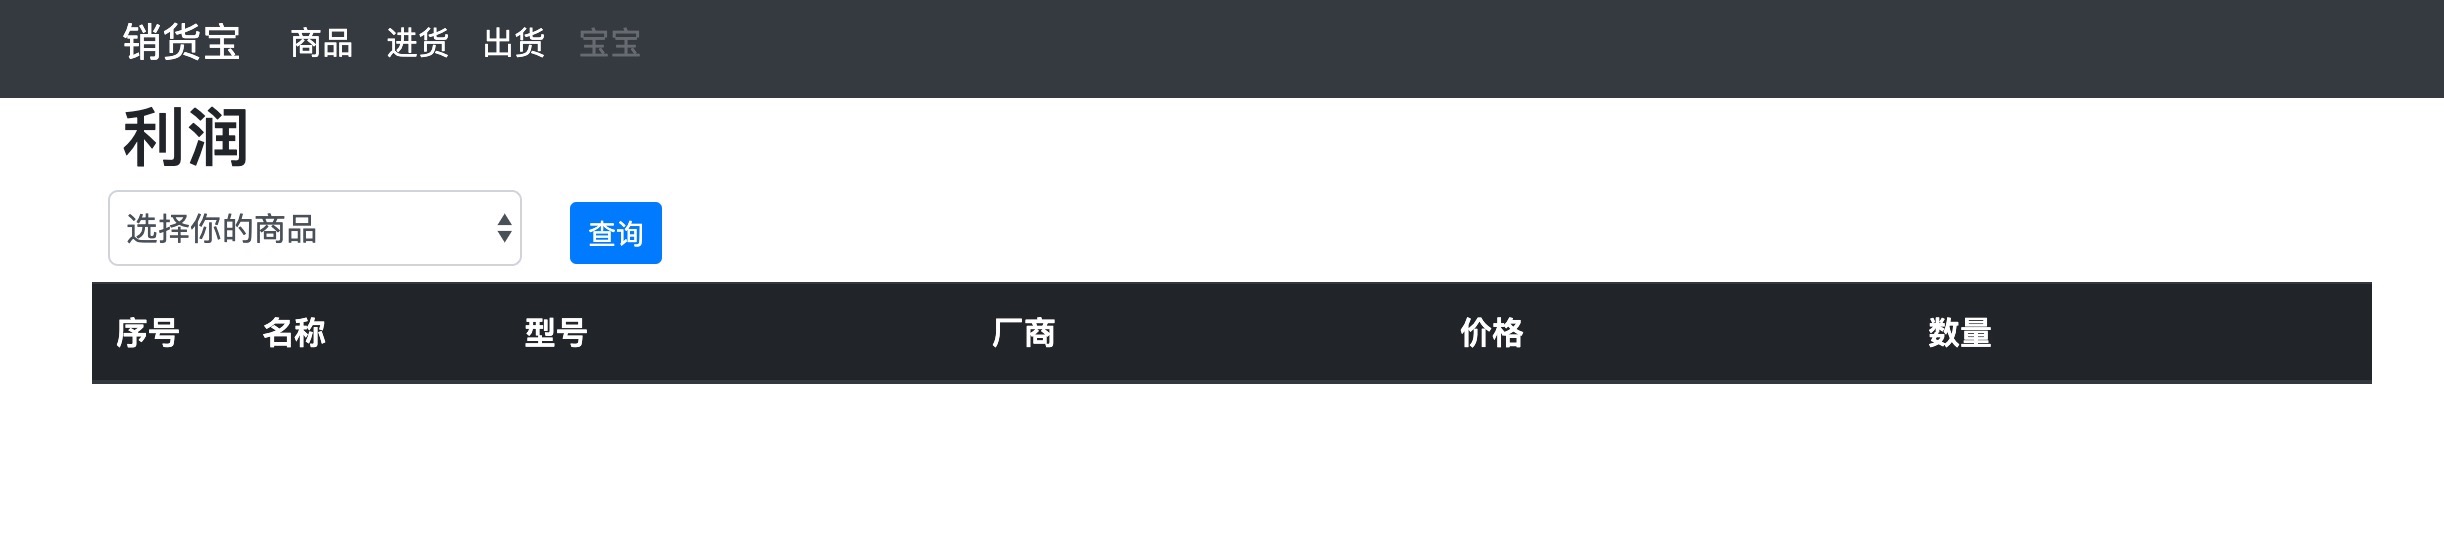 销货宝 商品 进货 出货 宝宝
利润
选择你的商品 查询
序号 名称 型号 厂商 价格 数量